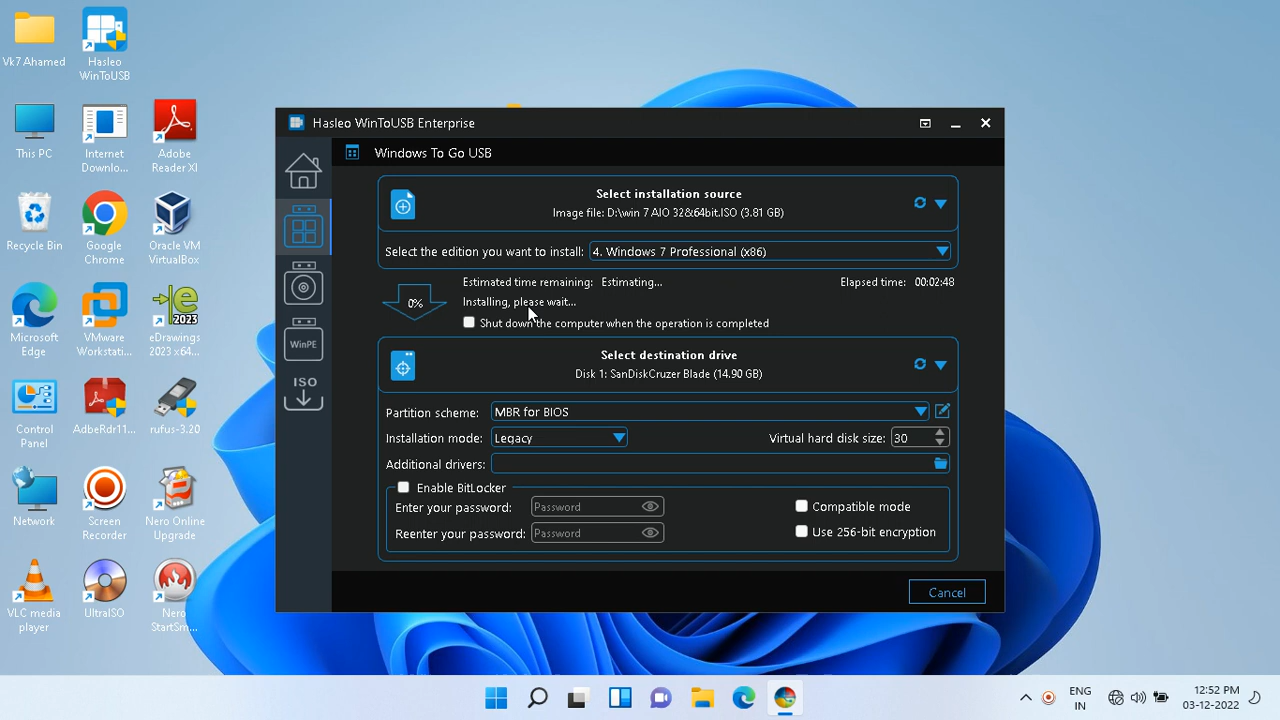 Vk7 Ahamed
Hasleo
WinToUSB
This PC
Internet
Downlo...
Adobe
Reader XI
Recycle Bin
Google
Chrome
Oracle VM
VirtualBox
Microsoft
Edge
VMware
Workstati...
2023
eDrawings
2023 x64...
Control
Panel
AdbeRdr11...
rufus-3.20
Network
Screen
Recorder
Nero Online
Upgrade
VLC media
player
UltraISO
Nero
StartSm...
Hasleo WinToUSB Enterprise
Windows To Go USB
WinPE
ISO
Select installation source
Image file: D:\win 7 AIO 32&64bit.ISO (3.81 GB)
Select the edition you want to install: 4. Windows 7 Professional (x86)
Estimated time remaining: Estimating... Elapsed time: 00:02:48
0%
Installing, please wait...
Shut down the computer when the operation is completed
Select destination drive
Disk 1: SanDiskCruzer Blade (14.90 GB)
Partition scheme: MBR for BIOS
Installation mode: Legacy Virtual hard disk size: 30
Additional drivers:
Enable BitLocker
Enter your password: Password Compatible mode
Reenter your password: Password Use 256-bit encryption
Cancel
ENG
IN
12:52 PM
03-12-2022